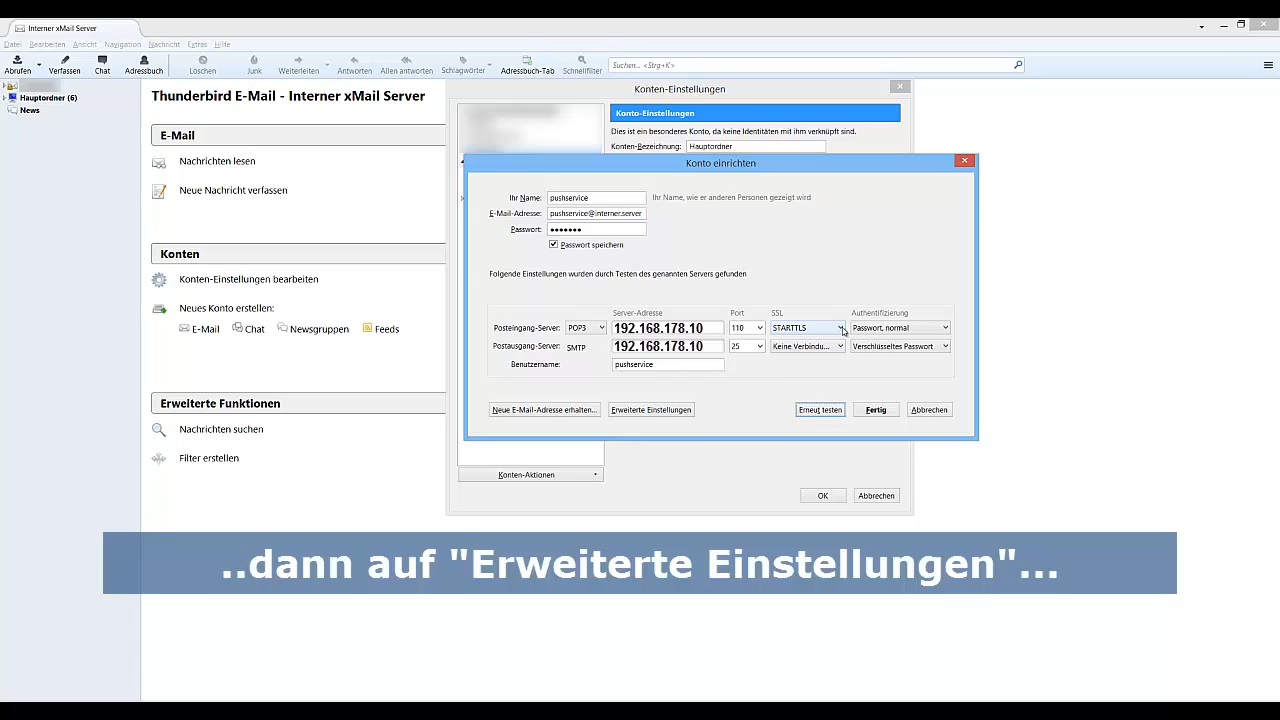 Interner xMail Server
Datei Bearbeiten Ansicht Navigation Nachricht Extras Hilfe
Abrufen Verfassen Chat Adressbuch Löschen Junk Weiterleiten Antworten Allen antworten Schlagwörter Adressbuch-Tab Schnellfilter Suchen... <Strg+K>
Hauptordner (6)
News
Thunderbird E-Mail - Interner xMail Server
E-Mail
Nachrichten lesen
Neue Nachricht verfassen
Konten
Konten-Einstellungen bearbeiten
Neues Konto erstellen:
E-Mail Chat Newsgruppen Feeds
Erweiterte Funktionen
Nachrichten suchen
Filter erstellen
Konten-Einstellungen
Konto-Einstellungen
Dies ist ein besonderes Konto, da keine Identitäten mit ihm verknüpft sind.
Konten-Bezeichnung: Hauptordner
Konto einrichten
Ihr Name: pushservice Ihr Name, wie er anderen Personen gezeigt wird
E-Mail-Adresse: pushservice@interner.server
Passwort: •••••••
Passwort speichern
Folgende Einstellungen wurden durch Testen des genannten Servers gefunden
Server-Adresse Port SSL Authentifizierung
Posteingang-Server: POP3 192.168.178.10 110 STARTTLS Passwort, normal
Postausgang-Server: SMTP 192.168.178.10 25 Keine Verbindu... Verschlüsseltes Passwort
Benutzername: pushservice
Neue E-Mail-Adresse erhalten... Erweiterte Einstellungen Erneut testen Fertig Abbrechen
Konten-Aktionen
OK Abbrechen
..dann auf "Erweiterte Einstellungen"...